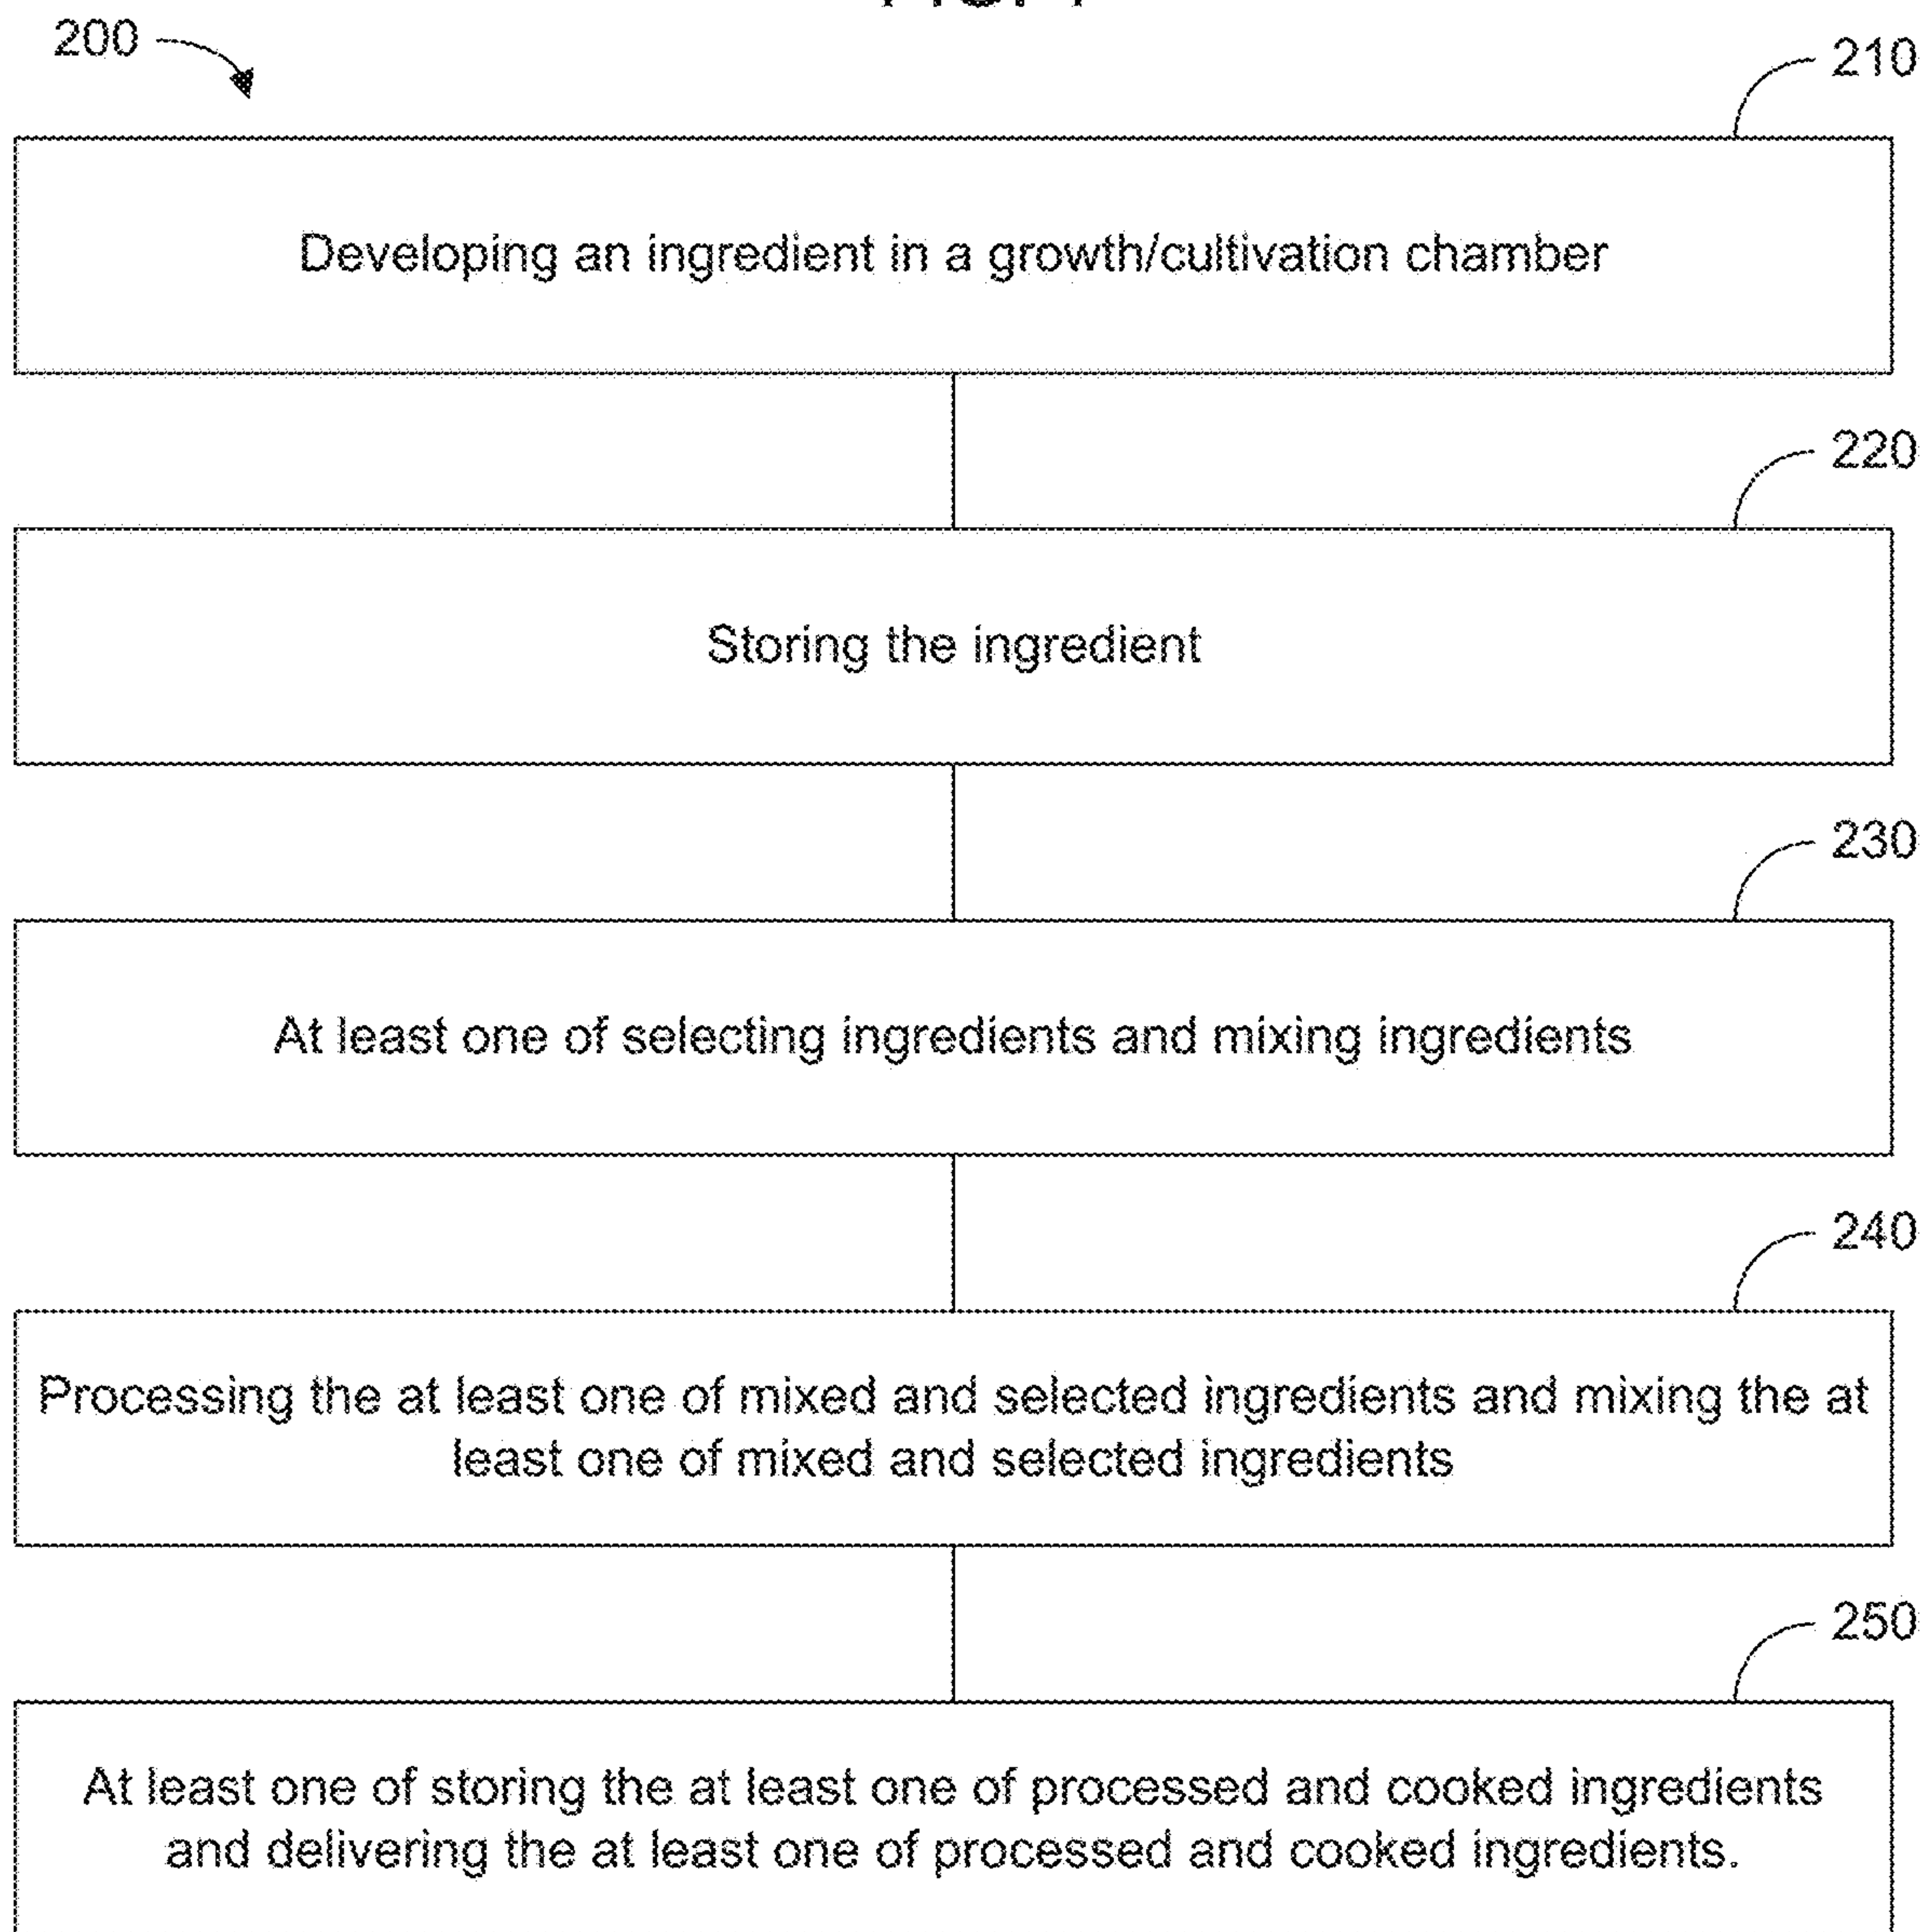 200
210
Developing an ingredient in a growth/cultivation chamber
220
Storing the ingredient
230
At least one of selecting ingredients and mixing ingredients
240
Processing the at least one of mixed and selected ingredients and mixing the at
least one of mixed and selected ingredients
250
At least one of storing the at least one of processed and cooked ingredients
and delivering the at least one of processed and cooked ingredients.